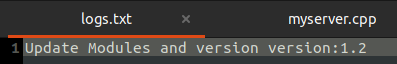 logs.txt × myserver.cpp
1 Update Modules and version version:1.2